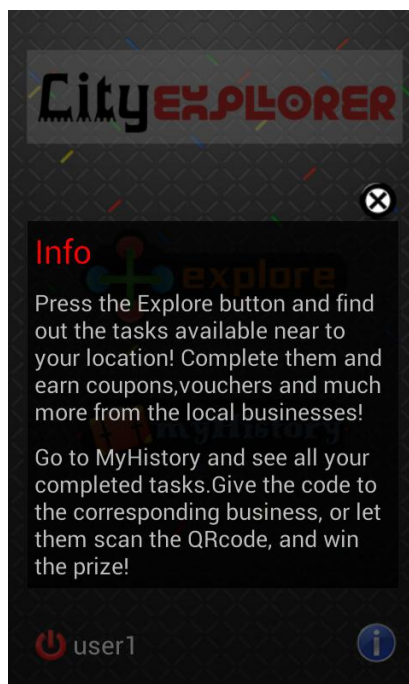 CityEXPLORER
Info
explore
Press the Explore button and find
out the tasks available near to
your location! Complete them and
earn coupons,vouchers and much
more from the local businesses!
myHistory
Go to MyHistory and see all your
completed tasks.Give the code to
the corresponding business, or let
them scan the QRcode, and win
the prize!
user1
i